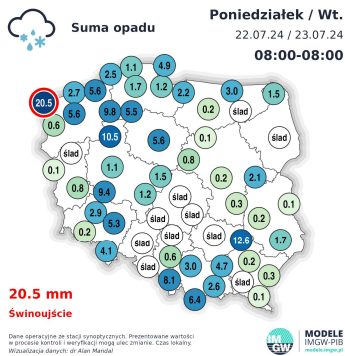 Suma opadu
Poniedziałek / Wt.
22.07.24 / 23.07.24
08:00-08:00
4.9
1.1
2.5
1.7
1.2
2.7
5.6
2.2
3.0
1.5
20.5
5.6
9.8
5.5
0.2
ślad
0.6
10.5
5.6
0.1
ślad
ślad
0.8
0.1
1.1
1.5
0.2
2.1
0.8
9.4
1.2
ślad
0.3
0.1
2.9
5.3
ślad
ślad
ślad
0.2
0.2
ślad
ślad
12.6
1.7
4.1
0.6
ślad
3.0
4.7
0.2
0.3
8.1
2.6
ślad
6.4
0.1
20.5 mm
Świnoujście
Dane operacyjne ze stacji synoptycznych. Prezentowane wartości
w procesie kontroli i weryfikacji mogą ulec zmianie. Czas lokalny.
Wizualizacja danych: dr Alan Mandal
IM
GW
MODELE
IMGW-PIB
MODELE.IMGW.PL